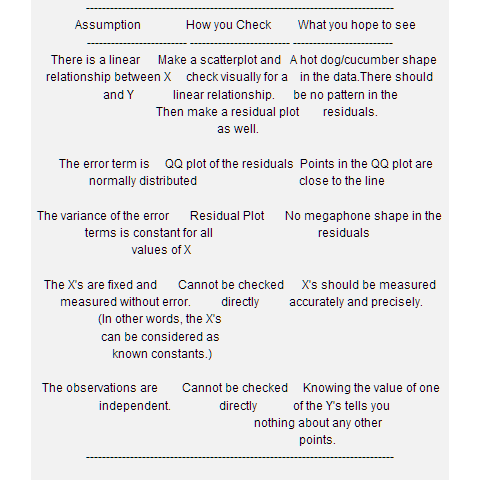 -----------------------------------------------------------------------------
Assumption How you Check What you hope to see
------------------------- ------------------------- -------------------------
There is a linear Make a scatterplot and A hot dog/cucumber shape
relationship between X check visually for a in the data.There should
and Y linear relationship. be no pattern in the
Then make a residual plot residuals.
as well.
The error term is QQ plot of the residuals Points in the QQ plot are
normally distributed close to the line
The variance of the error Residual Plot No megaphone shape in the
terms is constant for all residuals
values of X
The X's are fixed and Cannot be checked X's should be measured
measured without error. directly accurately and precisely.
(In other words, the X's
can be considered as
known constants.)
The observations are Cannot be checked Knowing the value of one
independent. directly of the Y's tells you
nothing about any other
points.
-----------------------------------------------------------------------------